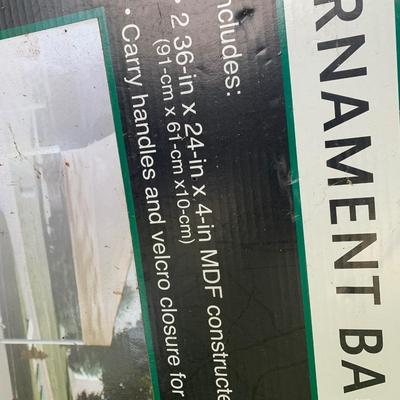 RNAMENT BA
ncludes:
• 2 36-in x 24-in x 4-in MDF constructe
(91-cm x 61-cm x10-cm)
• Carry handles and velcro closure for